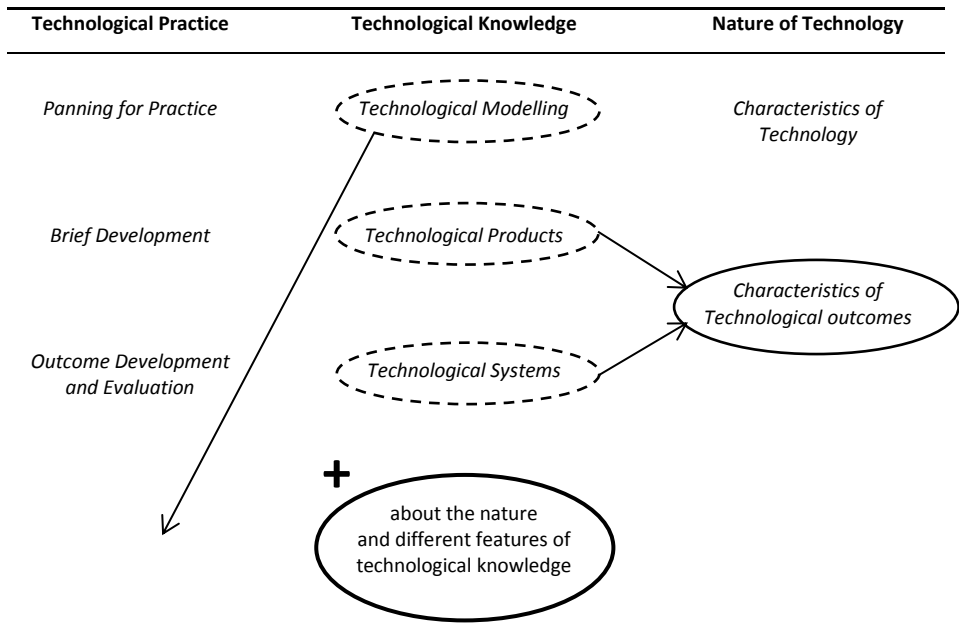 Technological Practice
Technological Knowledge
Nature of Technology
Panning for Practice
Technological Modelling
Characteristics of
Technology
Brief Development
Technological Products
Characteristics of
Technological outcomes
Outcome Development
and Evaluation
Technological Systems
+
about the nature
and different features of
technological knowledge